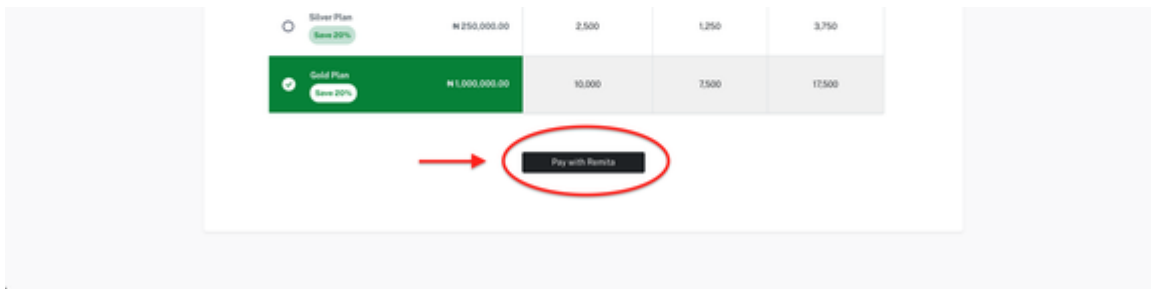 Silver Plan
Save 20%
₦250,000.00 2,500 1,250 3,750
Gold Plan
Save 20%
₦1,000,000.00 10,000 7,500 17,500
Pay with Remita